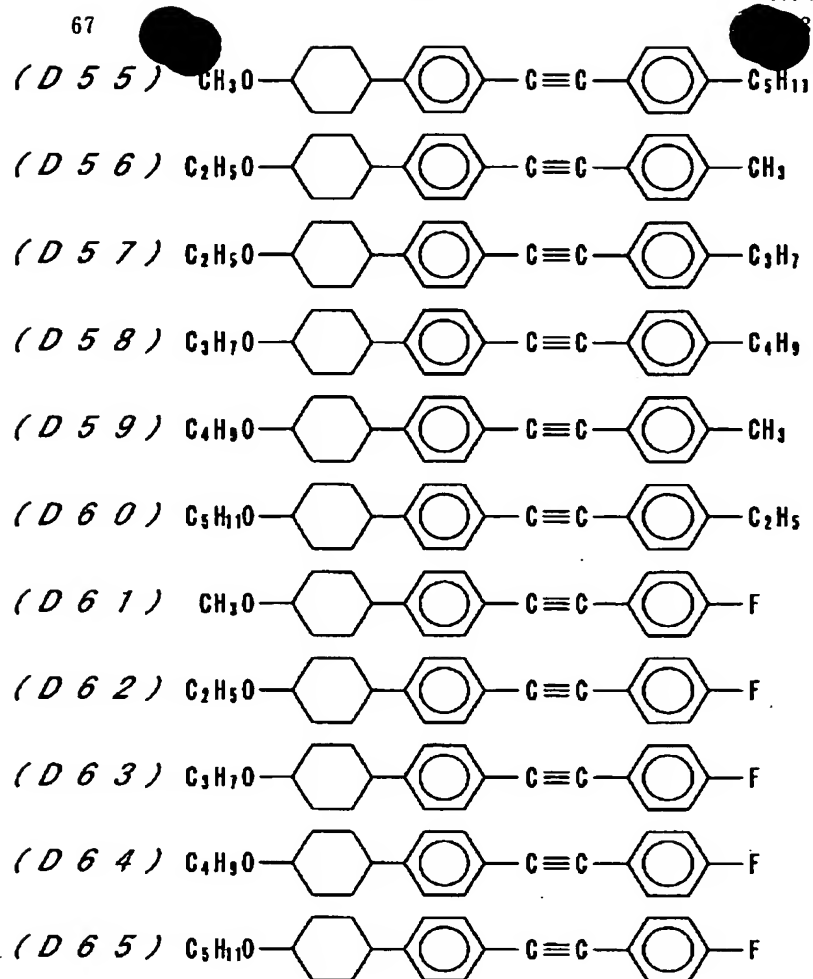 67
(D55) CH₃O C≡C C₅H₁₁
(D56) C₂H₅O C≡C CH₃
(D57) C₂H₅O C≡C C₃H₇
(D58) C₃H₇O C≡C C₄H₉
(D59) C₄H₉O C≡C CH₃
(D60) C₅H₁₁O C≡C C₂H₅
(D61) CH₃O C≡C F
(D62) C₂H₅O C≡C F
(D63) C₃H₇O C≡C F
(D64) C₄H₉O C≡C F
(D65) C₅H₁₁O C≡C F